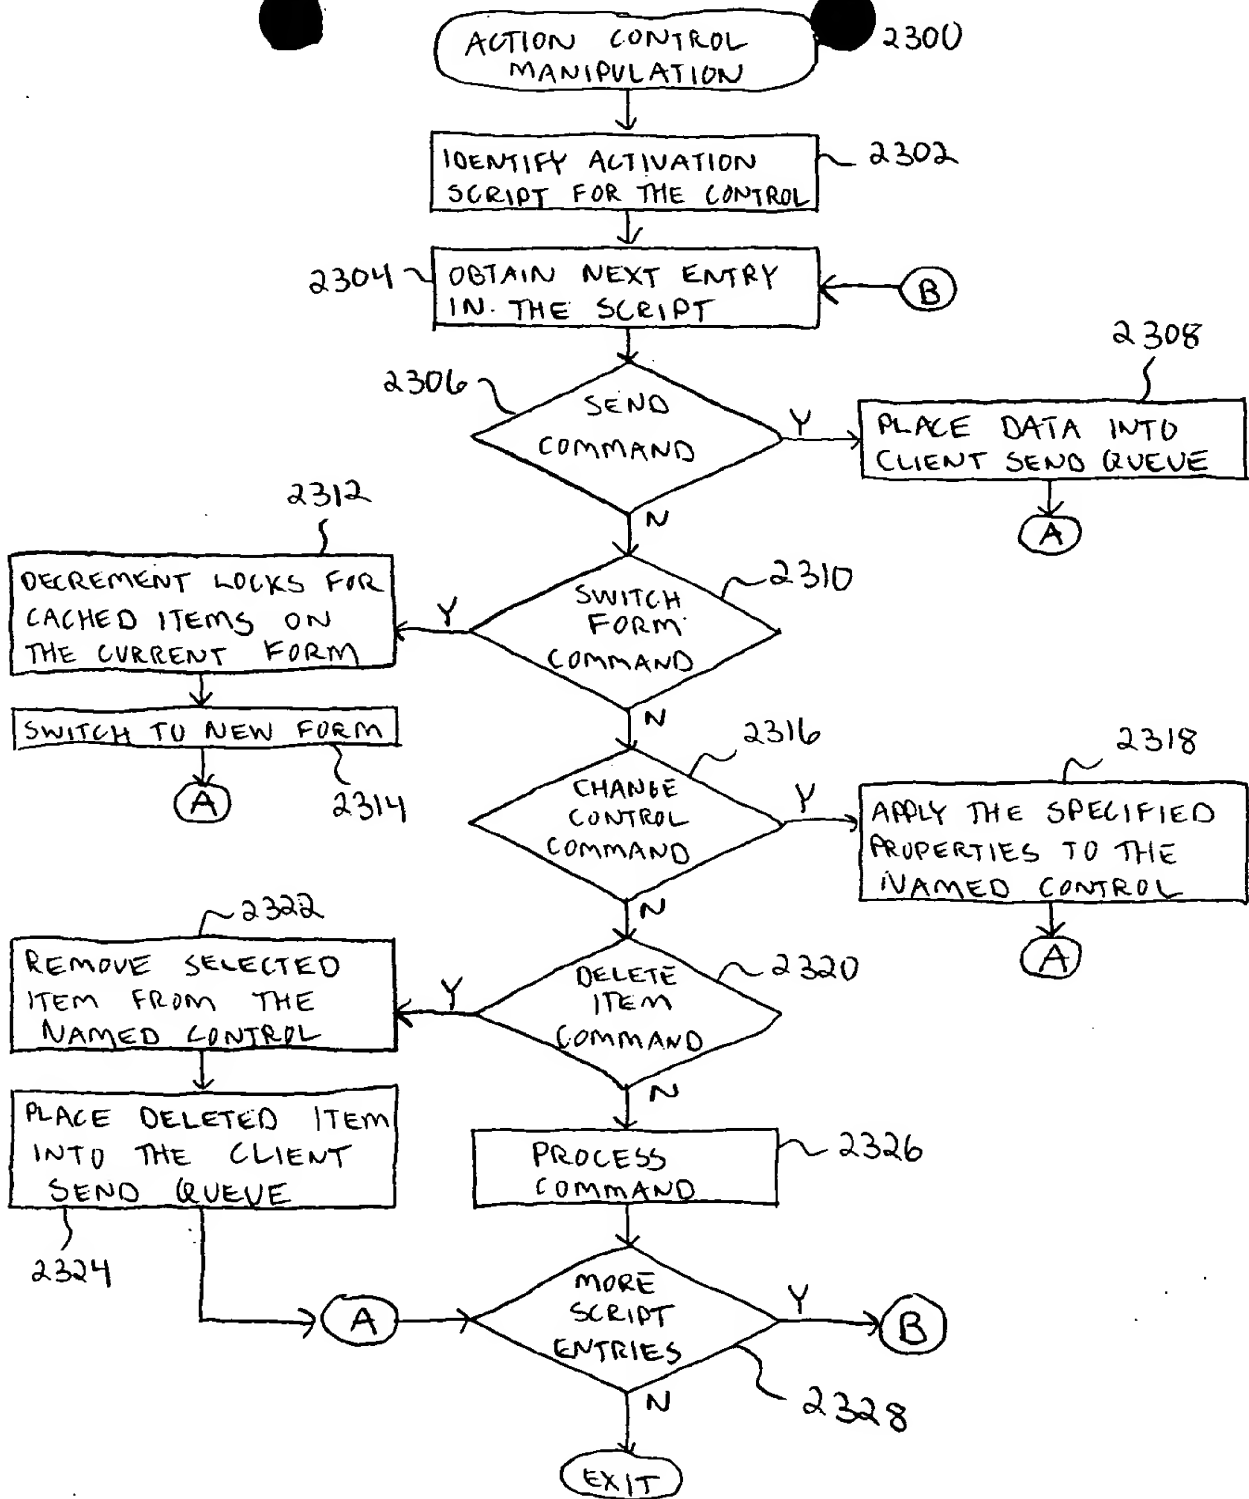 ACTION CONTROL
MANIPULATION
2300
IDENTIFY ACTIVATION
SCRIPT FOR THE CONTROL
2302
2304
OBTAIN NEXT ENTRY
IN THE SCRIPT
B
2306
SEND
COMMAND
Y
2308
PLACE DATA INTO
CLIENT SEND QUEUE
A
N
2312
DECREMENT LOCKS FOR
CACHED ITEMS ON
THE CURRENT FORM
Y
SWITCH
FORM
COMMAND
2310
SWITCH TO NEW FORM
2314
A
N
2316
CHANGE
CONTROL
COMMAND
Y
2318
APPLY THE SPECIFIED
PROPERTIES TO THE
NAMED CONTROL
A
N
2322
REMOVE SELECTED
ITEM FROM THE
NAMED CONTROL
Y
DELETE
ITEM
COMMAND
2320
N
PLACE DELETED ITEM
INTO THE CLIENT
SEND QUEUE
2324
PROCESS
COMMAND
2326
A
MORE
SCRIPT
ENTRIES
Y
B
2328
N
EXIT